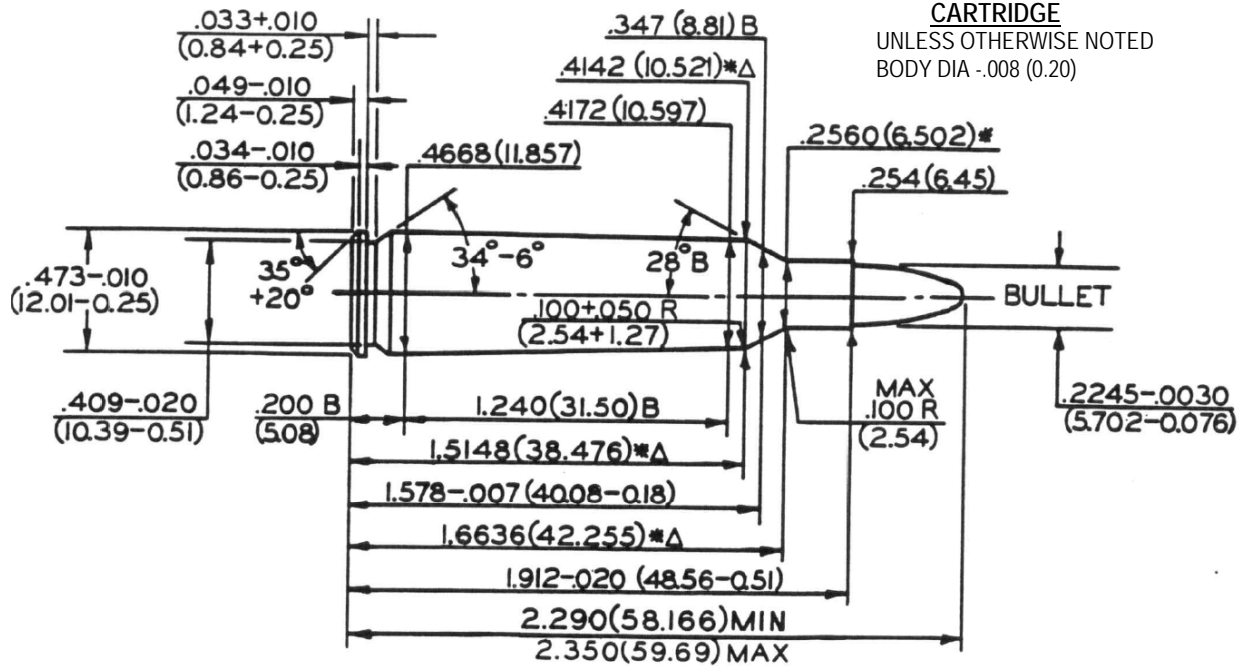 .033+.010
(0.84+0.25)
.347 (8.81) B
CARTRIDGE
UNLESS OTHERWISE NOTED
BODY DIA -.008 (0.20)
.4142 (10.521)*Δ
.049-.010
(1.24-0.25)
.4172 (10.597)
.2560(6.502)*
.034-.010
(0.86-0.25)
.4668(11.857)
.254(6.45)
.473-.010
(12.01-0.25)
35°
+20°
34°-6°
28°B
BULLET
.100+.050 R
(2.54+1.27)
.409-.020
(10.39-0.51)
.200 B
(5.08)
1.240(31.50)B
MAX
.100 R
(2.54)
.2245-.0030
(5.702-0.076)
1.5148(38.476)*Δ
1.578-.007 (40.08-0.18)
1.6636(42.255)*Δ
1.912-.020 (48.56-0.51)
2.290(58.166)MIN
2.350(59.69) MAX